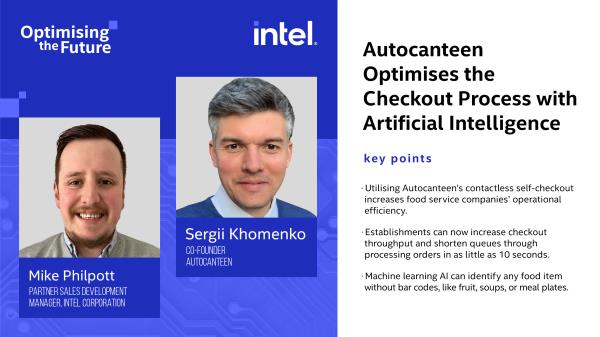 Optimising
the Future
intel.
Mike Philpott
PARTNER SALES DEVELOPMENT
MANAGER, INTEL CORPORATION
Sergii Khomenko
CO-FOUNDER
AUTOCANTEEN
Autocanteen
Optimises the
Checkout Process with
Artificial Intelligence
key points
· Utilising Autocanteen's contactless self-checkout
increases food service companies' operational
efficiency.
· Establishments can now increase checkout
throughput and shorten queues through
processing orders in as little as 10 seconds.
· Machine learning AI can identify any food item
without bar codes, like fruit, soups, or meal plates.